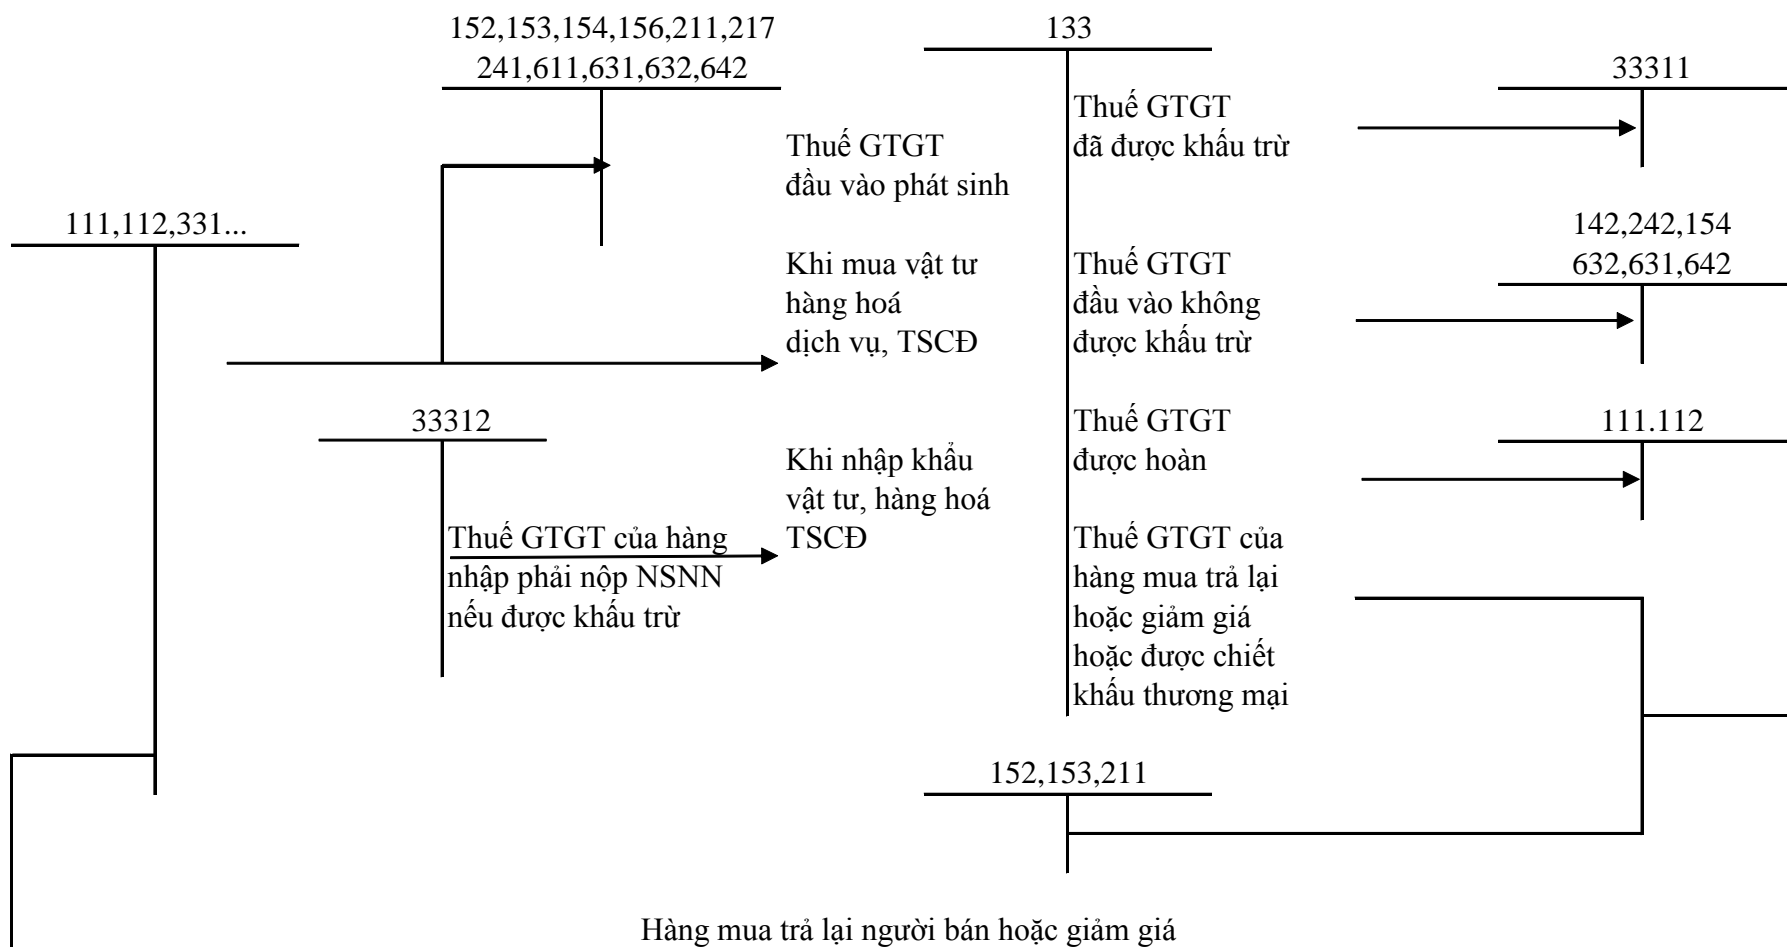 152,153,154,156,211,217
241,611,631,632,642
133
33311
Thuế GTGT
đã được khấu trừ
Thuế GTGT
đầu vào phát sinh
111,112,331...
142,242,154
632,631,642
Khi mua vật tư
hàng hoá
dịch vụ, TSCĐ
Thuế GTGT
đầu vào không
được khấu trừ
33312
Thuế GTGT
được hoàn
111.112
Khi nhập khẩu
vật tư, hàng hoá
TSCĐ
Thuế GTGT của hàng
nhập phải nộp NSNN
nếu được khấu trừ
Thuế GTGT của
hàng mua trả lại
hoặc giảm giá
hoặc được chiết
khấu thương mại
152,153,211
Hàng mua trả lại người bán hoặc giảm giá